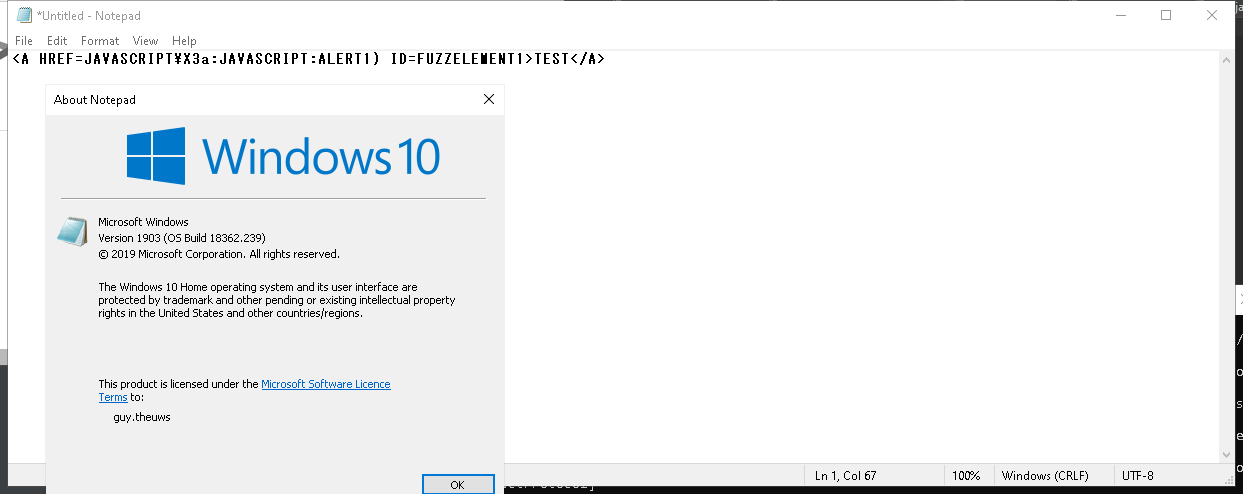 *Untitled - Notepad
File Edit Format View Help
<A HREF=JAVASCRIPT¥X3a:JAVASCRIPT:ALERT1) ID=FUZZELEMENT1>TEST</A>
About Notepad
Windows 10
Microsoft Windows
Version 1903 (OS Build 18362.239)
© 2019 Microsoft Corporation. All rights reserved.
The Windows 10 Home operating system and its user interface are
protected by trademark and other pending or existing intellectual property
rights in the United States and other countries/regions.
This product is licensed under the Microsoft Software Licence
Terms to:
guy.theuws
OK
Ln 1, Col 67 100% Windows (CRLF) UTF-8